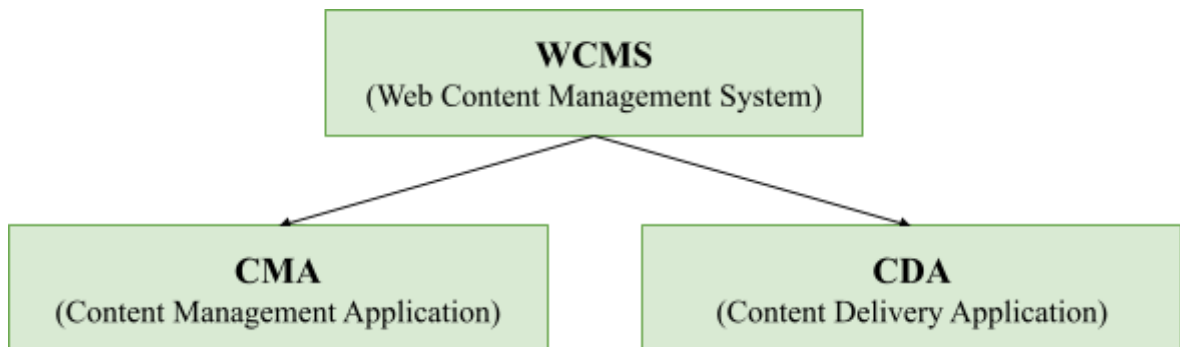 WCMS
(Web Content Management System)
CMA
(Content Management Application)
CDA
(Content Delivery Application)